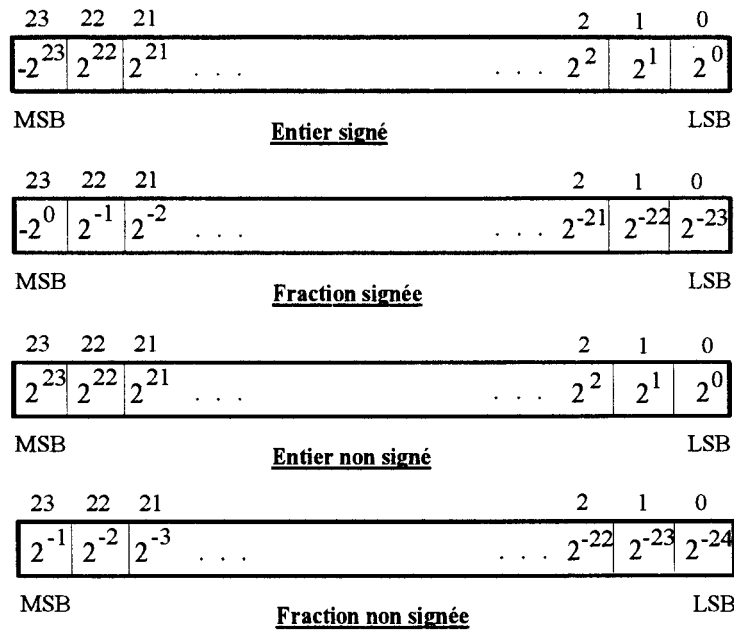 23 22 21 2 1 0
-2^23 2^22 2^21 . . . . . . 2^2 2^1 2^0
MSB LSB
Entier signé
23 22 21 2 1 0
-2^0 2^-1 2^-2 . . . . . . 2^-21 2^-22 2^-23
MSB LSB
Fraction signée
23 22 21 2 1 0
2^23 2^22 2^21 . . . . . . 2^2 2^1 2^0
MSB LSB
Entier non signé
23 22 21 2 1 0
2^-1 2^-2 2^-3 . . . . . . 2^-22 2^-23 2^-24
MSB LSB
Fraction non signée